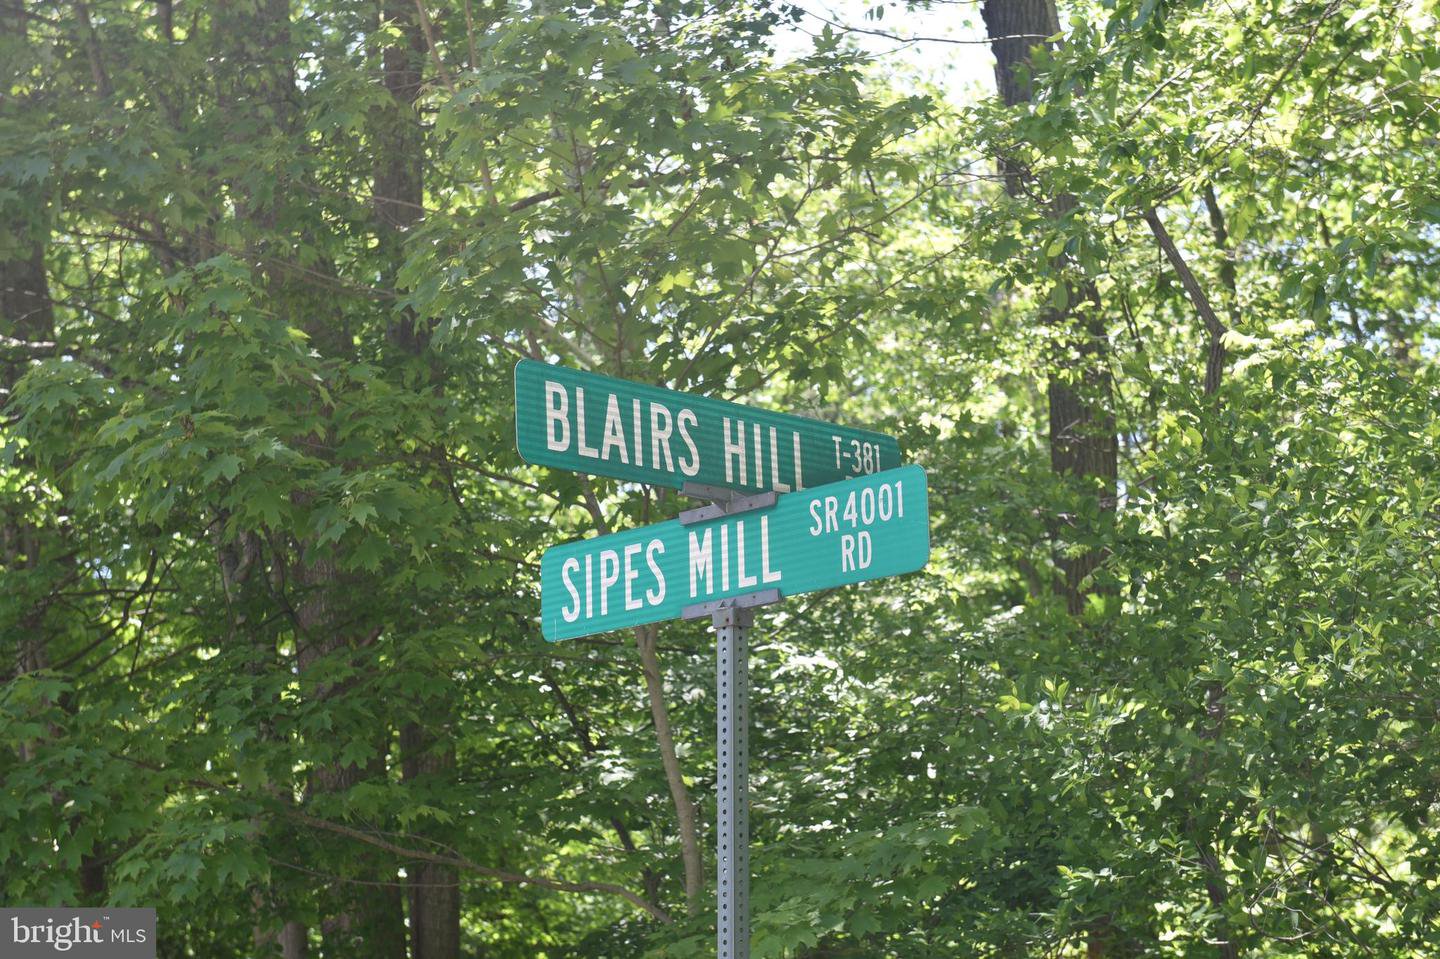 BLAIRS HILL T-381
SIPES MILL SR4001
RD
bright MLS